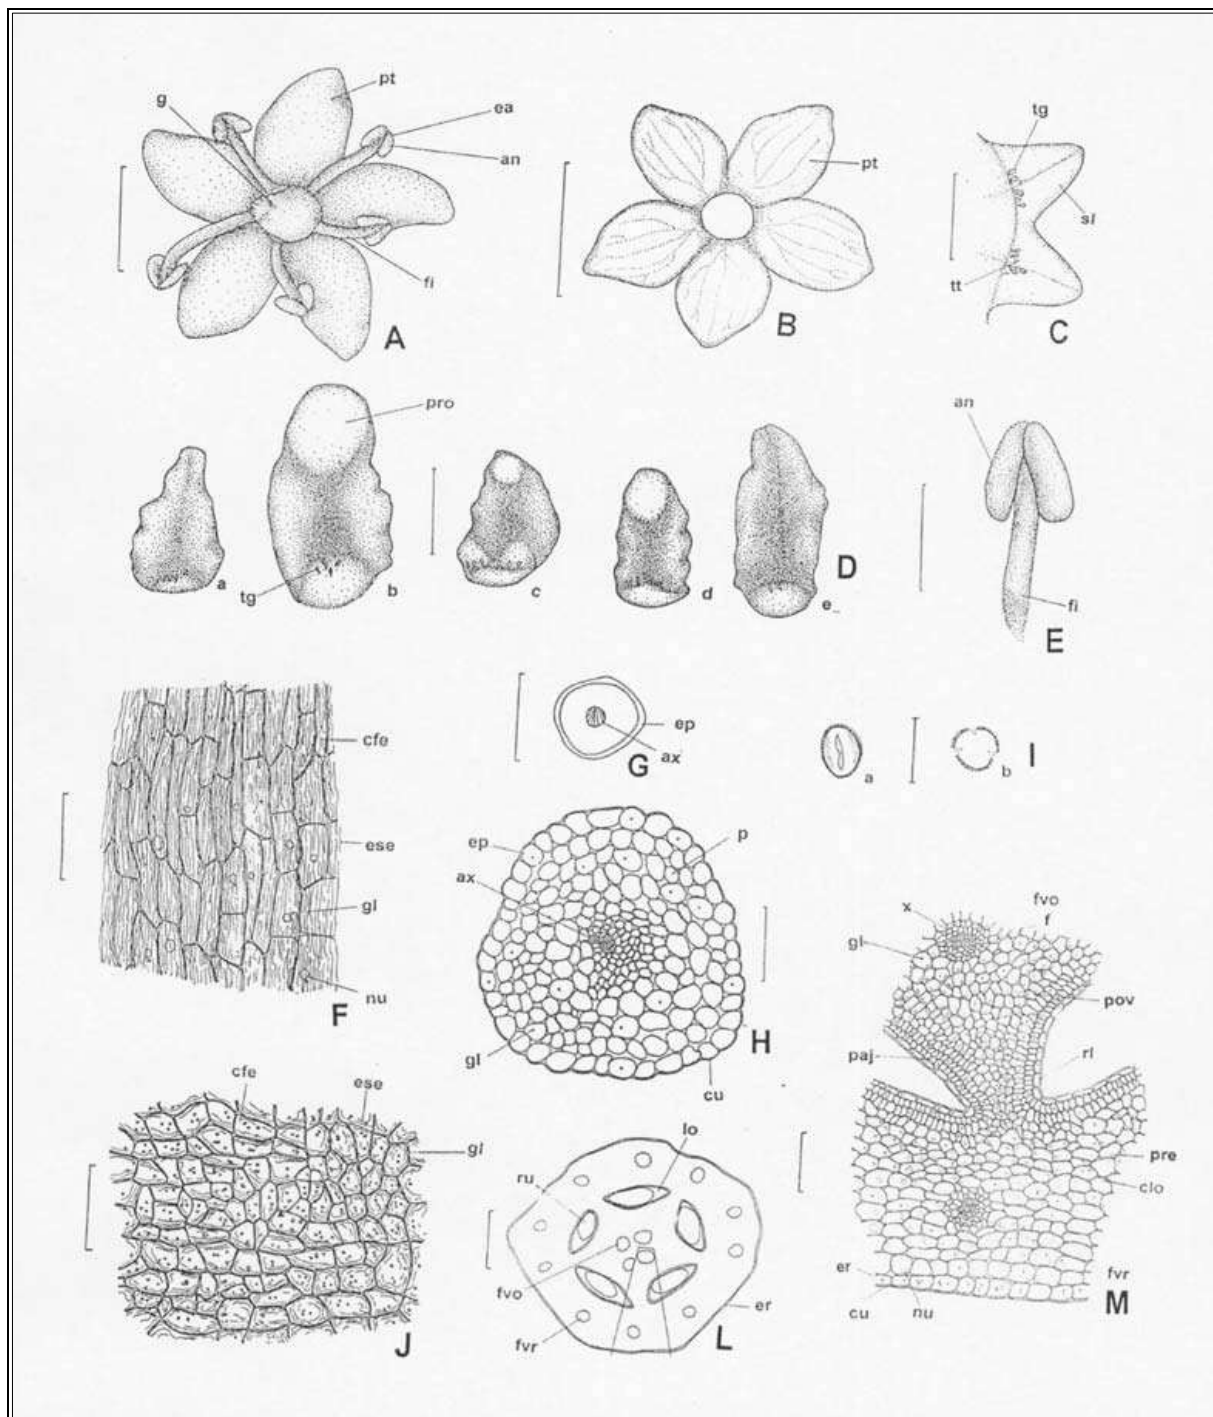 pt
g
ea
an
fi
A
pt
B
tg
sl
tt
C
pro
tg
a
b
c
d
e
D
an
fi
E
cfe
ese
gl
nu
F
ep
ax
G
a
b
I
ep
p
ax
gl
cu
H
x
fvo
f
gl
pov
paj
rl
pre
clo
er
fvr
cu
nu
M
cfe
ese
gl
J
lo
ru
fvo
er
fvr
L